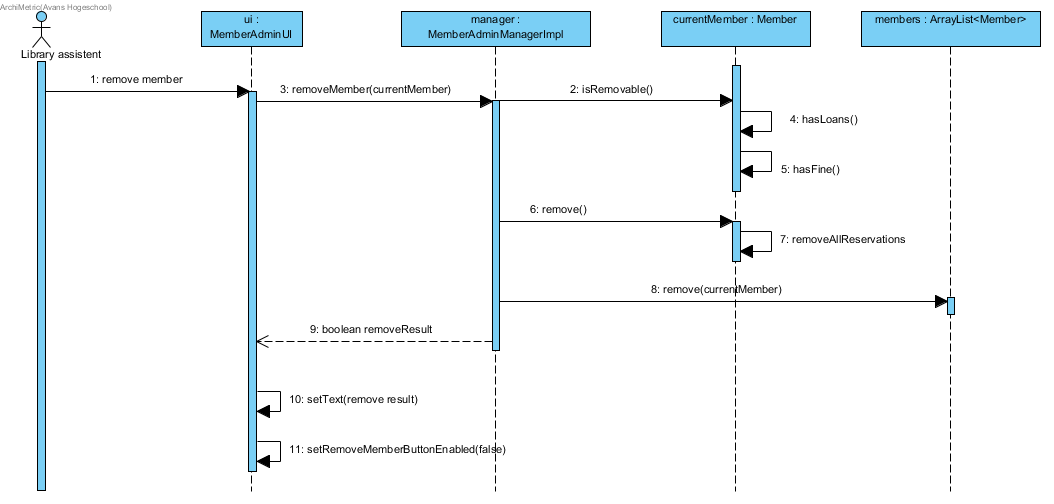 ArchiMetric(Avans Hogeschool)
Library assistent
ui :
MemberAdminUI
manager :
MemberAdminManagerImpl
currentMember : Member
members : ArrayList<Member>
1: remove member
3: removeMember(currentMember)
2: isRemovable()
4: hasLoans()
5: hasFine()
6: remove()
7: removeAllReservations
8: remove(currentMember)
9: boolean removeResult
10: setText(remove result)
11: setRemoveMemberButtonEnabled(false)